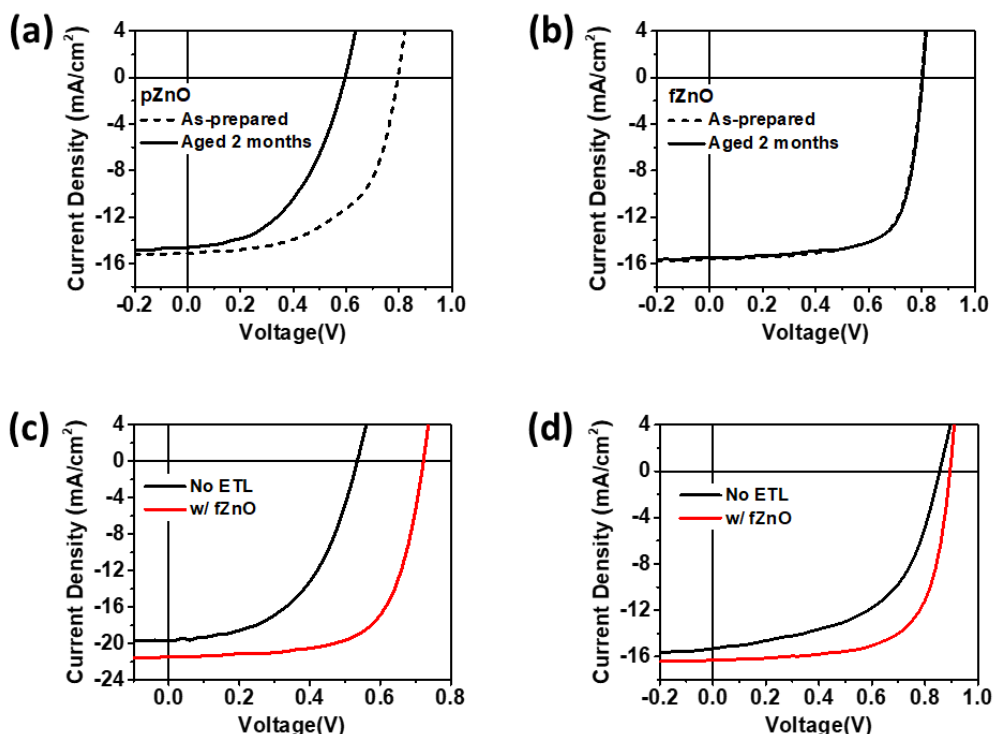 (a)
Current Density (mA/cm²)
4
0
-4
-8
-12
-16
pZnO
As-prepared
Aged 2 months
-0.2 0.0 0.2 0.4 0.6 0.8 1.0
Voltage(V)
(b)
Current Density (mA/cm²)
4
0
-4
-8
-12
-16
fZnO
As-prepared
Aged 2 months
-0.2 0.0 0.2 0.4 0.6 0.8 1.0
Voltage(V)
(c)
Current Density (mA/cm²)
4
0
-4
-8
-12
-16
-20
-24
No ETL
w/ fZnO
0.0 0.2 0.4 0.6 0.8
Voltage(V)
(d)
Current Density (mA/cm²)
4
0
-4
-8
-12
-16
No ETL
w/ fZnO
-0.2 0.0 0.2 0.4 0.6 0.8 1.0
Voltage(V)